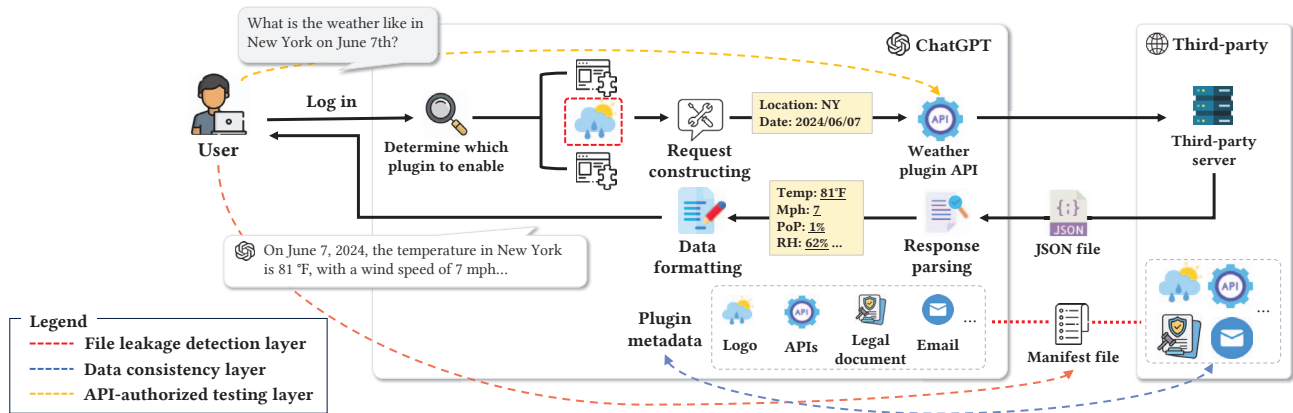 What is the weather like in
New York on June 7th?
ChatGPT
Third-party
Log in
User
Determine which
plugin to enable
Request
constructing
Location: NY
Date: 2024/06/07
API
Weather
plugin API
Third-party
server
Temp: 81°F
Mph: 7
PoP: 1%
RH: 62% ...
Data
formatting
Response
parsing
{;}
JSON
JSON file
On June 7, 2024, the temperature in New York
is 81 °F, with a wind speed of 7 mph...
Plugin
metadata
Logo
API
APIs
Legal
document
Email
...
Manifest file
API
...
Legend
File leakage detection layer
Data consistency layer
API-authorized testing layer